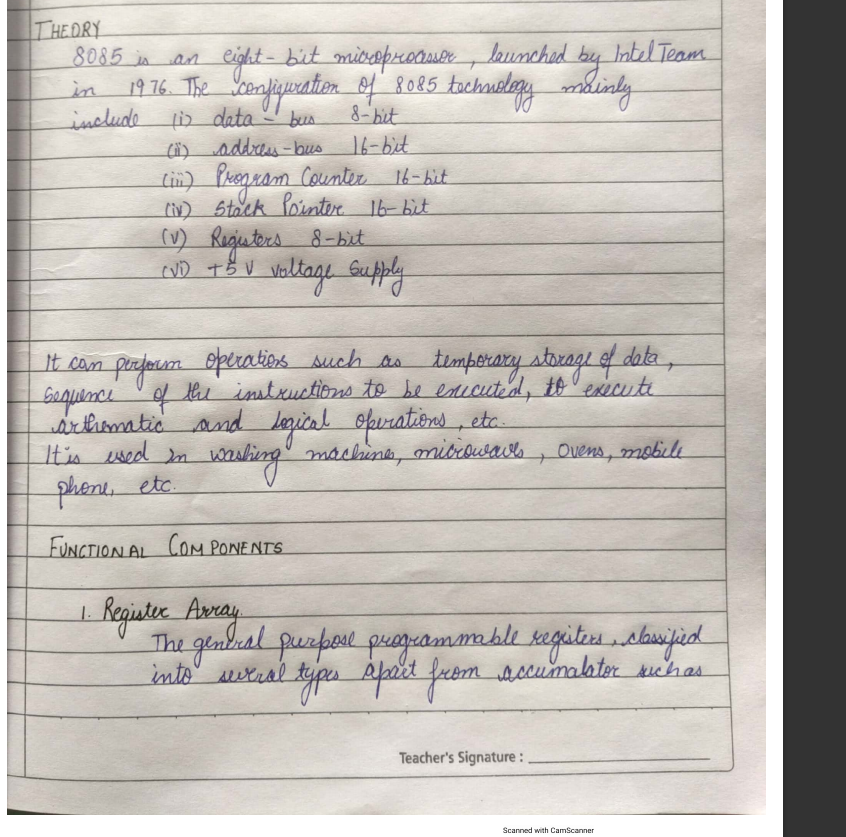 THEORY
8085 is an eight-bit microprocessor, launched by Intel Team
in 1976. The configuration of 8085 technology mainly
include (i) data-bus 8-bit
(ii) address-bus 16-bit
(iii) Program Counter 16-bit
(iv) Stack Pointer 16-bit
(v) Registers 8-bit
(vi) +5 V voltage Supply
It can perform operations such as temporary storage of data,
sequence of the instructions to be executed, to execute
arthematic and logical operations, etc.
It is used in washing machines, microwaves, ovens, mobile
phone, etc.
FUNCTIONAL COMPONENTS
1. Register Array.
The general purpose programmable registers, classified
into several types apart from accumalator such as
Teacher's Signature :
Scanned with CamScanner